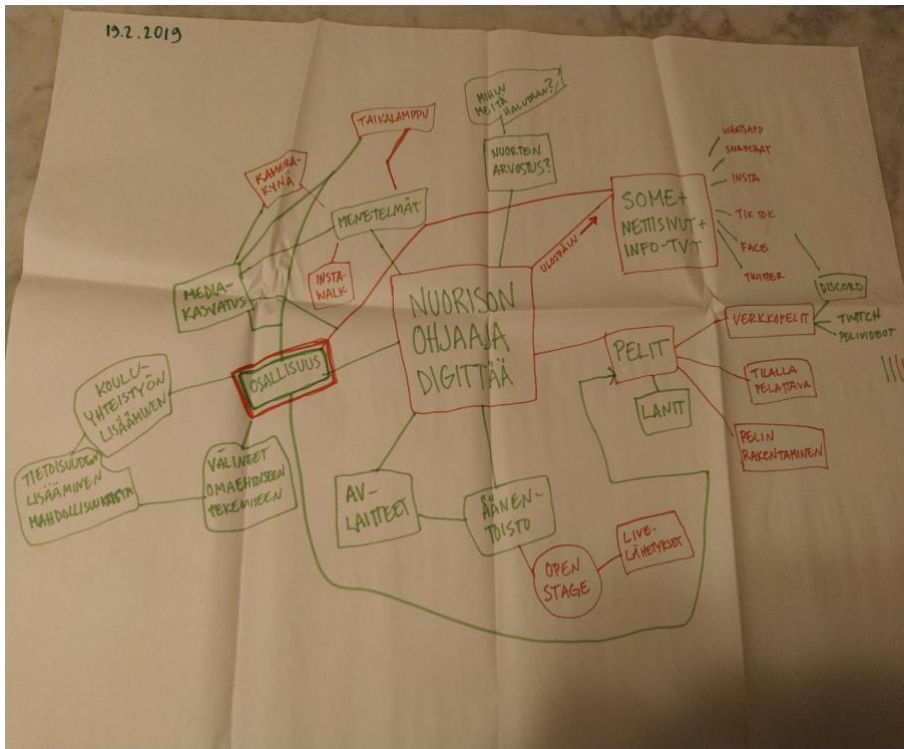 19.2.2019
MIHIN
MEITÄ
HALUTAAN?
TAIKALAMPPU
NUORTEN
ARVOSTUS?
KAMERA-
KYNÄ
MENETELMÄT
INSTA-
WALK
MEDIA-
KASVATUS
SOME+
NETTISIVUT+
INFO-TV:T
ULOSPÄIN
WHATSAPP
SNAPCHAT
INSTA
TIKTOK
FACE
TWITTER
DISCORD
VERKKOPELIT
TWITCH
PELIVIDEOT
NUORISON
OHJAAJA
DIGITTÄÄ
OSALLISUUS
PELIT
LANIT
TILALLA
PELATTAVA
PELIN
RAKENTAMINEN
KOULU-
YHTEISTYÖN
LISÄÄMINEN
TIETOISUUDEN
LISÄÄMINEN
MAHDOLLISUUKSISTA
VÄLINEET
OMAEHTOISEEN
TEKEMISEEN
AV-
LAITTEET
ÄÄNEN-
TOISTO
OPEN
STAGE
LIVE-
LÄHETYKSET